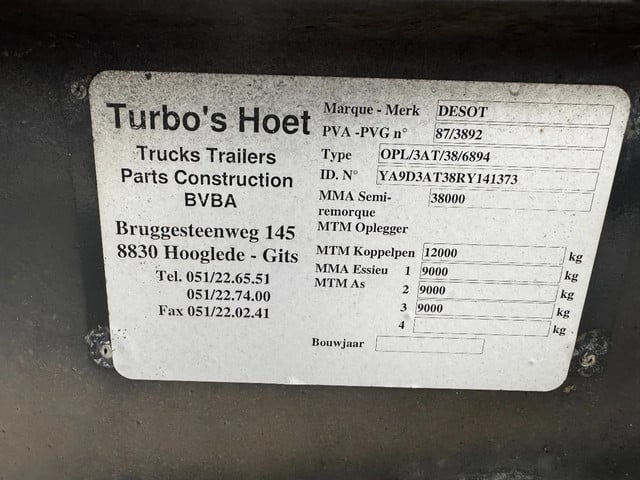 Turbo's Hoet
Trucks Trailers
Parts Construction
BVBA
Bruggesteenweg 145
8830 Hooglede - Gits
Tel. 051/22.65.51
051/22.74.00
Fax 051/22.02.41
Marque - Merk DESOT
PVA -PVG n° 87/3892
Type OPL/3AT/38/6894
ID. N° YA9D3AT38RY141373
MMA Semi- 38000
remorque
MTM Oplegger
MTM Koppelpen 12000 kg
MMA Essieu 1 9000 kg
MTM As 2 9000 kg
3 9000 kg
4 kg
Bouwjaar